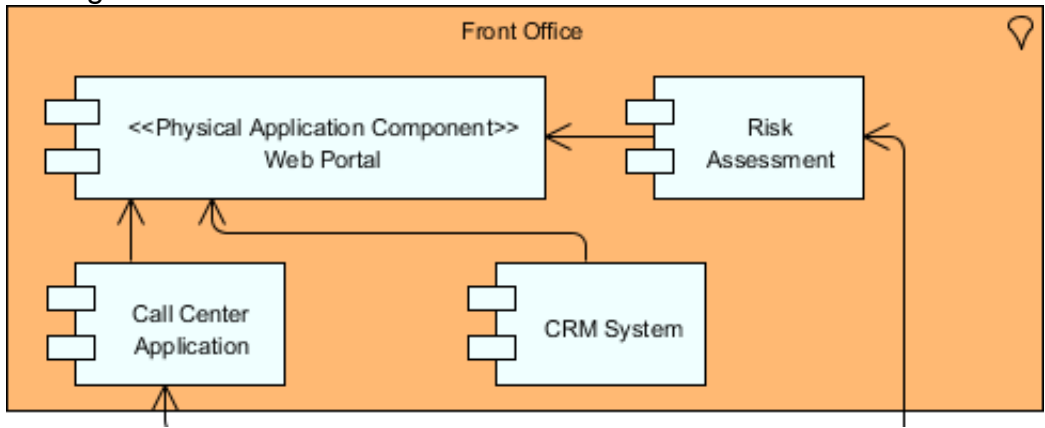 Front Office
<<Physical Application Component>>
Web Portal
Risk
Assessment
Call Center
Application
CRM System